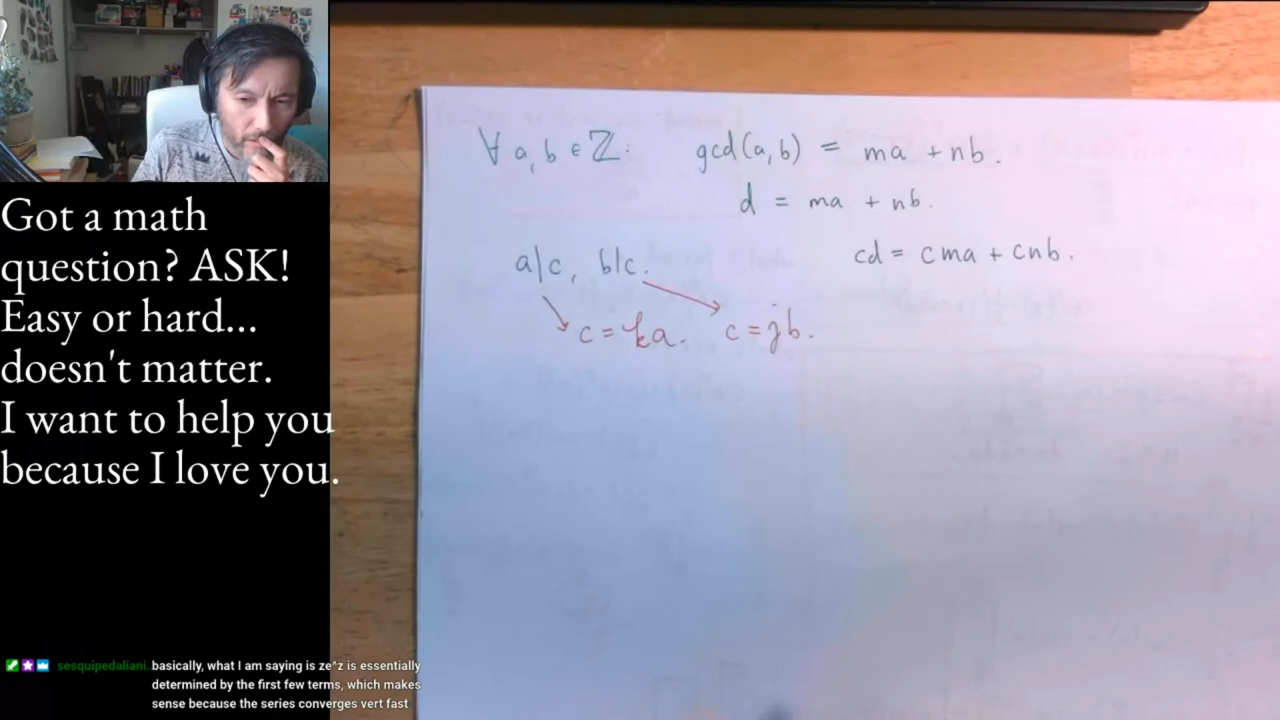 Got a math
question? ASK!
Easy or hard...
doesn't matter.
I want to help you
because I love you.
∀ a, b ∈ ℤ: gcd(a, b) = ma + nb.
d = ma + nb.
a|c, b|c. cd = cma + cnb.
c = ka. c = jb.
sesquipedaliani. basically, what I am saying is ze^z is essentially
determined by the first few terms, which makes
sense because the series converges vert fast